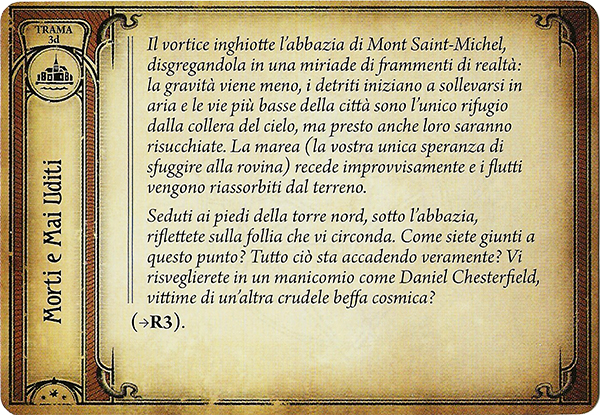 TRAMA
3d
Morti e Mai Uditi
Il vortice inghiotte l'abbazia di Mont Saint-Michel,
disgregandola in una miriade di frammenti di realtà:
la gravità viene meno, i detriti iniziano a sollevarsi in
aria e le vie più basse della città sono l'unico rifugio
dalla collera del cielo, ma presto anche loro saranno
risucchiate. La marea (la vostra unica speranza di
sfuggire alla rovina) recede improvvisamente e i flutti
vengono riassorbiti dal terreno.
Seduti ai piedi della torre nord, sotto l'abbazia,
riflettete sulla follia che vi circonda. Come siete giunti a
questo punto? Tutto ciò sta accadendo veramente? Vi
risveglierete in un manicomio come Daniel Chesterfield,
vittime di un'altra crudele beffa cosmica?
(→R3).